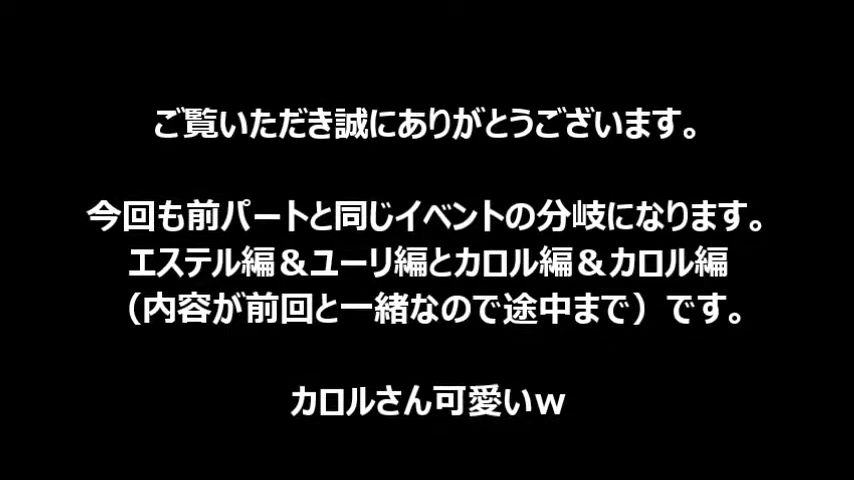 ご覧いただき誠にありがとうございます。
今回も前パートと同じイベントの分岐になります。
エステル編＆ユーリ編とカロル編＆カロル編
（内容が前回と一緒なので途中まで）です。
カロルさん可愛いｗ